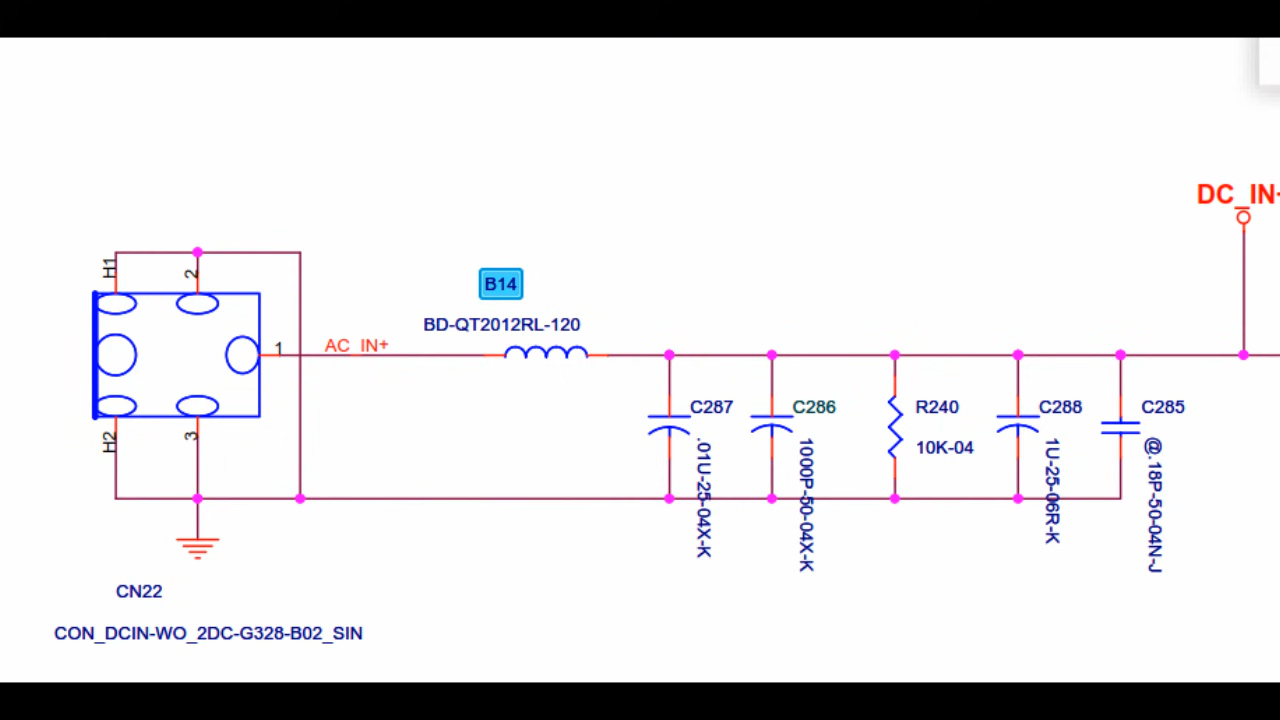 DC_IN+
H1
2
B14
BD-QT2012RL-120
1
AC_IN+
C287
C286
R240
C288
C285
10K-04
.01U-25-04X-K
1000P-50-04X-K
1U-25-06R-K
@.18P-50-04N-J
H2
3
CN22
CON_DCIN-WO_2DC-G328-B02_SIN